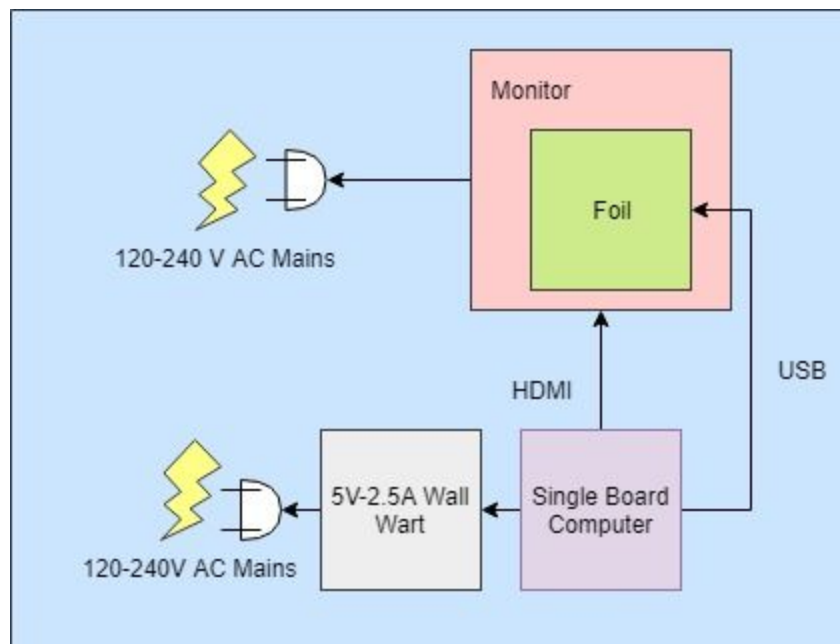 Monitor
Foil
120-240 V AC Mains
HDMI
USB
5V-2.5A Wall
Wart
Single Board
Computer
120-240V AC Mains